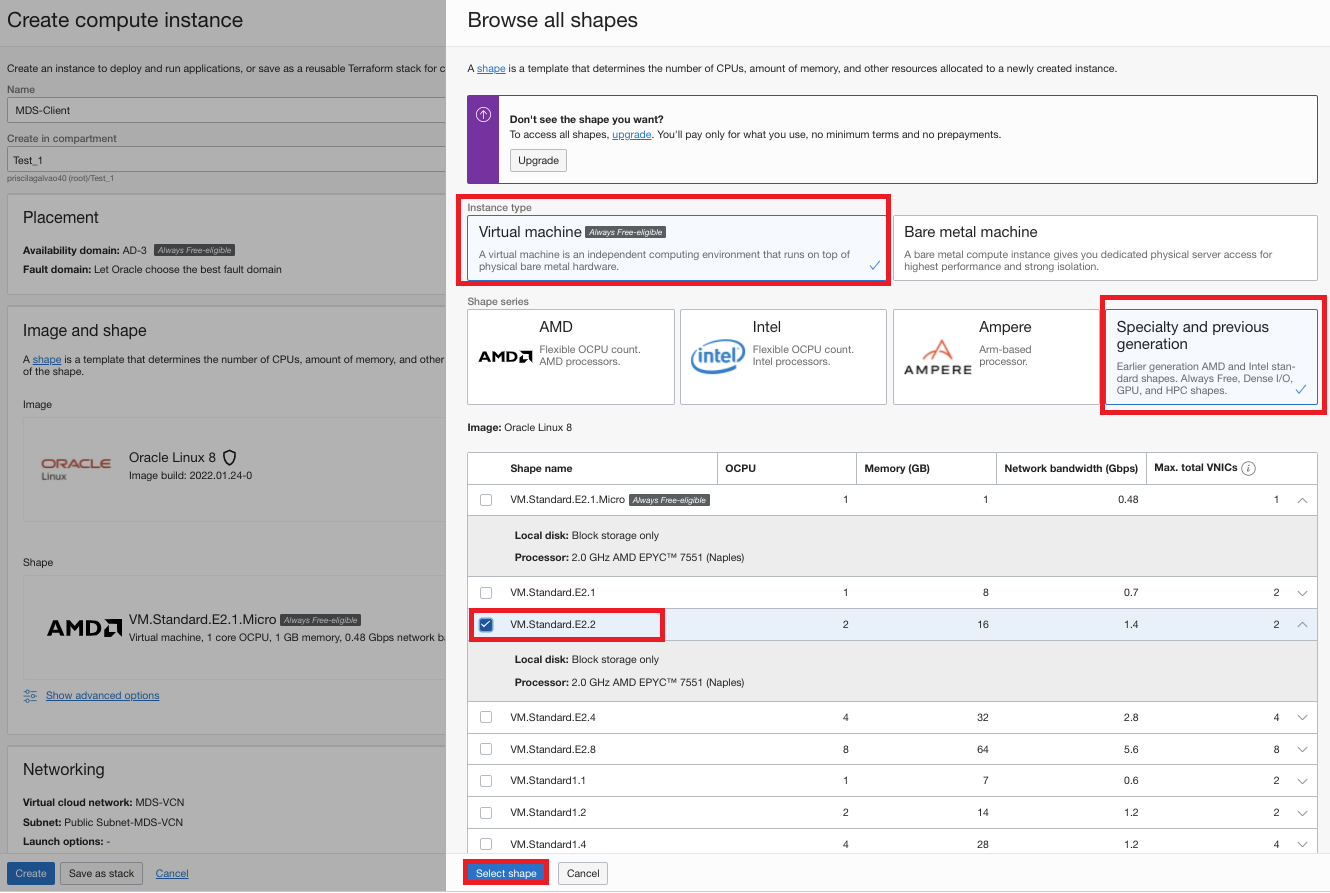 Create compute instance
Create an instance to deploy and run applications, or save as a reusable Terraform stack for c
Name
MDS-Client
Create in compartment
Test_1
priscilagalvao40 (root)/Test_1
Placement
Availability domain: AD-3 Always Free-eligible
Fault domain: Let Oracle choose the best fault domain
Image and shape
A shape is a template that determines the number of CPUs, amount of memory, and other
of the shape.
Image
ORACLE
Linux
Oracle Linux 8
Image build: 2022.01.24-0
Shape
AMD
VM.Standard.E2.1.Micro Always Free-eligible
Virtual machine, 1 core OCPU, 1 GB memory, 0.48 Gbps network b
Show advanced options
Networking
Virtual cloud network: MDS-VCN
Subnet: Public Subnet-MDS-VCN
Launch options: -
Create Save as stack Cancel
Browse all shapes
A shape is a template that determines the number of CPUs, amount of memory, and other resources allocated to a newly created instance.
Don't see the shape you want?
To access all shapes, upgrade. You'll pay only for what you use, no minimum terms and no prepayments.
Upgrade
Instance type
Virtual machine Always Free-eligible
A virtual machine is an independent computing environment that runs on top of
physical bare metal hardware.
Bare metal machine
A bare metal compute instance gives you dedicated physical server access for
highest performance and strong isolation.
Shape series
AMD
AMD
Flexible OCPU count.
AMD processors.
Intel
intel
Flexible OCPU count.
Intel processors.
Ampere
AMPERE
Arm-based
processor.
Specialty and previous
generation
Earlier generation AMD and Intel stan-
dard shapes. Always Free, Dense I/O,
GPU, and HPC shapes.
Image: Oracle Linux 8
Shape name OCPU Memory (GB) Network bandwidth (Gbps) Max. total VNICs i
VM.Standard.E2.1.Micro Always Free-eligible 1 1 0.48 1
Local disk: Block storage only
Processor: 2.0 GHz AMD EPYC™ 7551 (Naples)
VM.Standard.E2.1 1 8 0.7 2
VM.Standard.E2.2 2 16 1.4 2
Local disk: Block storage only
Processor: 2.0 GHz AMD EPYC™ 7551 (Naples)
VM.Standard.E2.4 4 32 2.8 4
VM.Standard.E2.8 8 64 5.6 8
VM.Standard1.1 1 7 0.6 2
VM.Standard1.2 2 14 1.2 2
VM.Standard1.4 4 28 1.2 4
Select shape Cancel